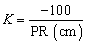 K = −100 / PR (cm)